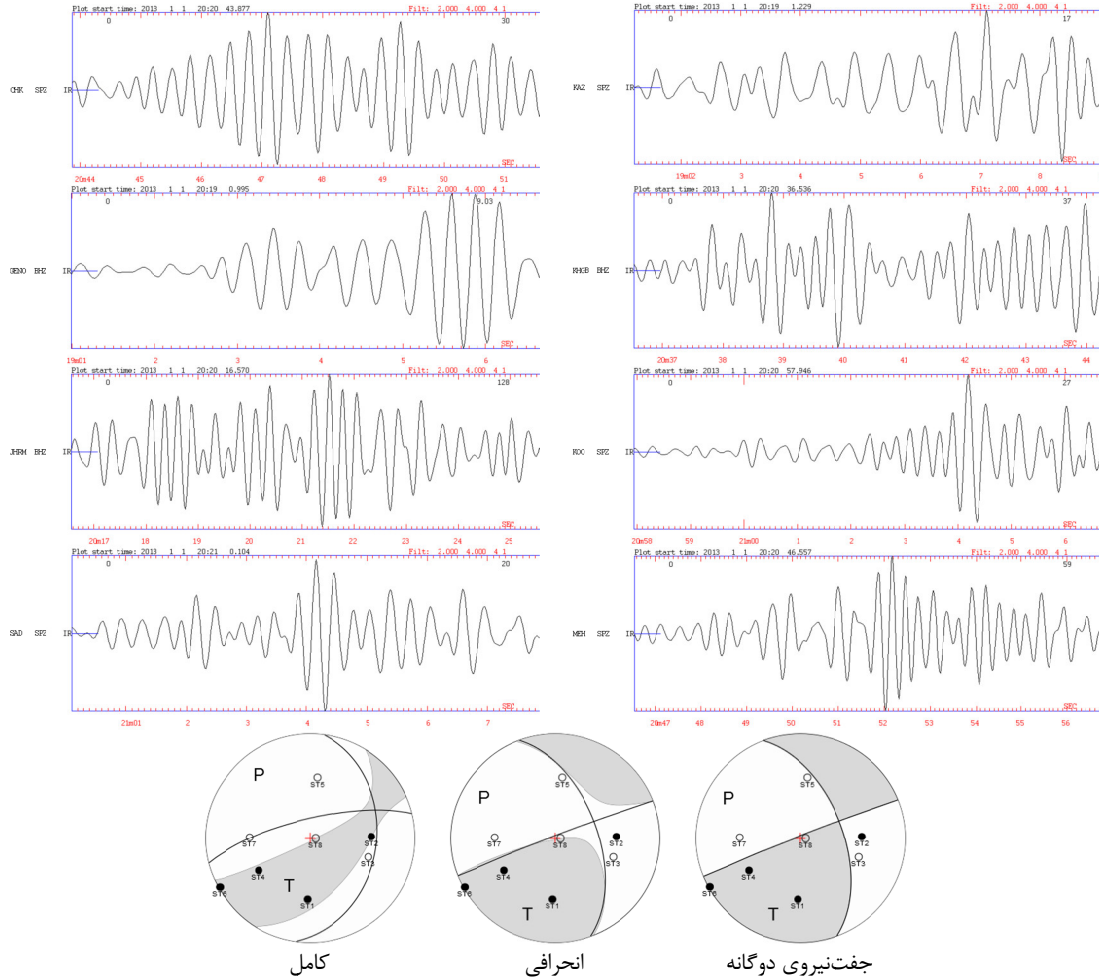 Plot start time: 2013 1 1 20:20 43.877 Filt: 2.000 4.000 4 1
0 30
CMK SPZ IR
SEC
20m44 45 46 47 48 49 50 51
Plot start time: 2013 1 1 20:19 1.229 Filt: 2.000 4.000 4 1
0 17
KAZ SPZ IR
SEC
19m02 3 4 5 6 7 8
Plot start time: 2013 1 1 20:19 0.995 Filt: 2.000 4.000 4 1
0 9.03
GENO BHZ IR
SEC
19m01 2 3 4 5 6
Plot start time: 2013 1 1 20:20 36.536 Filt: 2.000 4.000 4 1
0 37
KHGB BHZ IR
SEC
20m37 38 39 40 41 42 43 44
Plot start time: 2013 1 1 20:20 16.570 Filt: 2.000 4.000 4 1
0 128
JHRM BHZ IR
SEC
20m17 18 19 20 21 22 23 24 25
Plot start time: 2013 1 1 20:20 57.946 Filt: 2.000 4.000 4 1
0 27
IR
SEC
20m58 59 21m00 1 2 3 4 5 6
Plot start time: 2013 1 1 20:21 0.104 Filt: 2.000 4.000 4 1
0 20
SAD SPZ IR
SEC
21m01 2 3 4 5 6 7
Plot start time: 2013 1 1 20:20 46.557 Filt: 2.000 4.000 4 1
0 59
MEH SPZ IR
SEC
20m47 48 49 50 51 52 53 54 55 56
P
ST5
ST7
ST8
ST2
ST3
ST4
ST6
T
ST1
کامل
P
ST5
ST7
ST8
ST2
ST3
ST4
ST6
T
ST1
انحرافی
P
ST5
ST7
ST8
ST2
ST3
ST4
ST6
T
ST1
جفت‌نیروی دوگانه